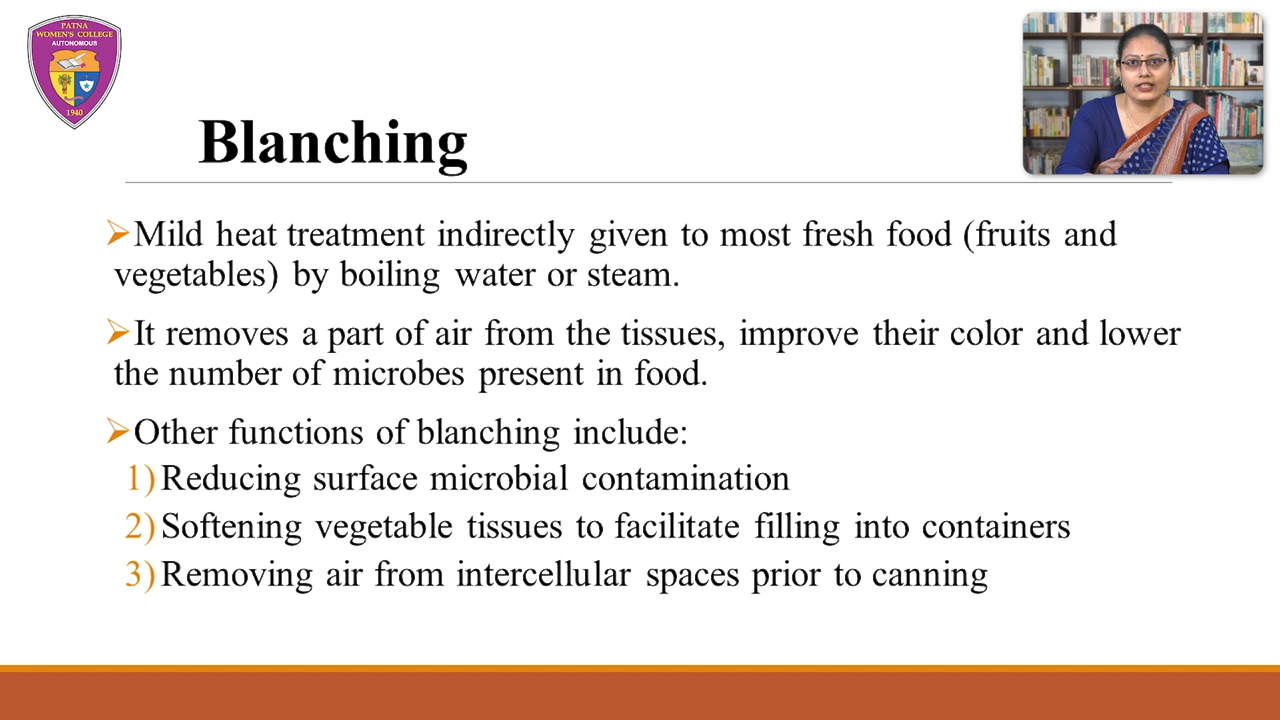 PATNA
WOMEN'S COLLEGE
AUTONOMOUS
1940
Blanching
➢Mild heat treatment indirectly given to most fresh food (fruits and
vegetables) by boiling water or steam.
➢It removes a part of air from the tissues, improve their color and lower
the number of microbes present in food.
➢Other functions of blanching include:
1) Reducing surface microbial contamination
2) Softening vegetable tissues to facilitate filling into containers
3) Removing air from intercellular spaces prior to canning